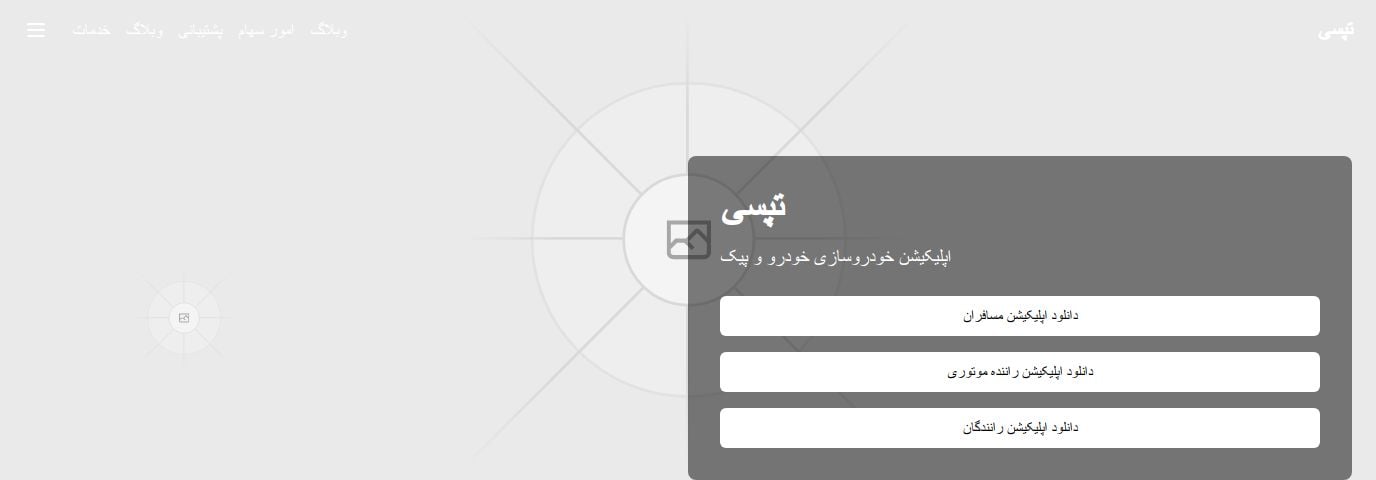 تپسی
وبلاگ امور سهام پشتیبانی وبلاگ خدمات
تپسی
اپلیکیشن خودروسازی خودرو و پیک
دانلود اپلیکیشن مسافران
دانلود اپلیکیشن راننده موتوری
دانلود اپلیکیشن رانندگان